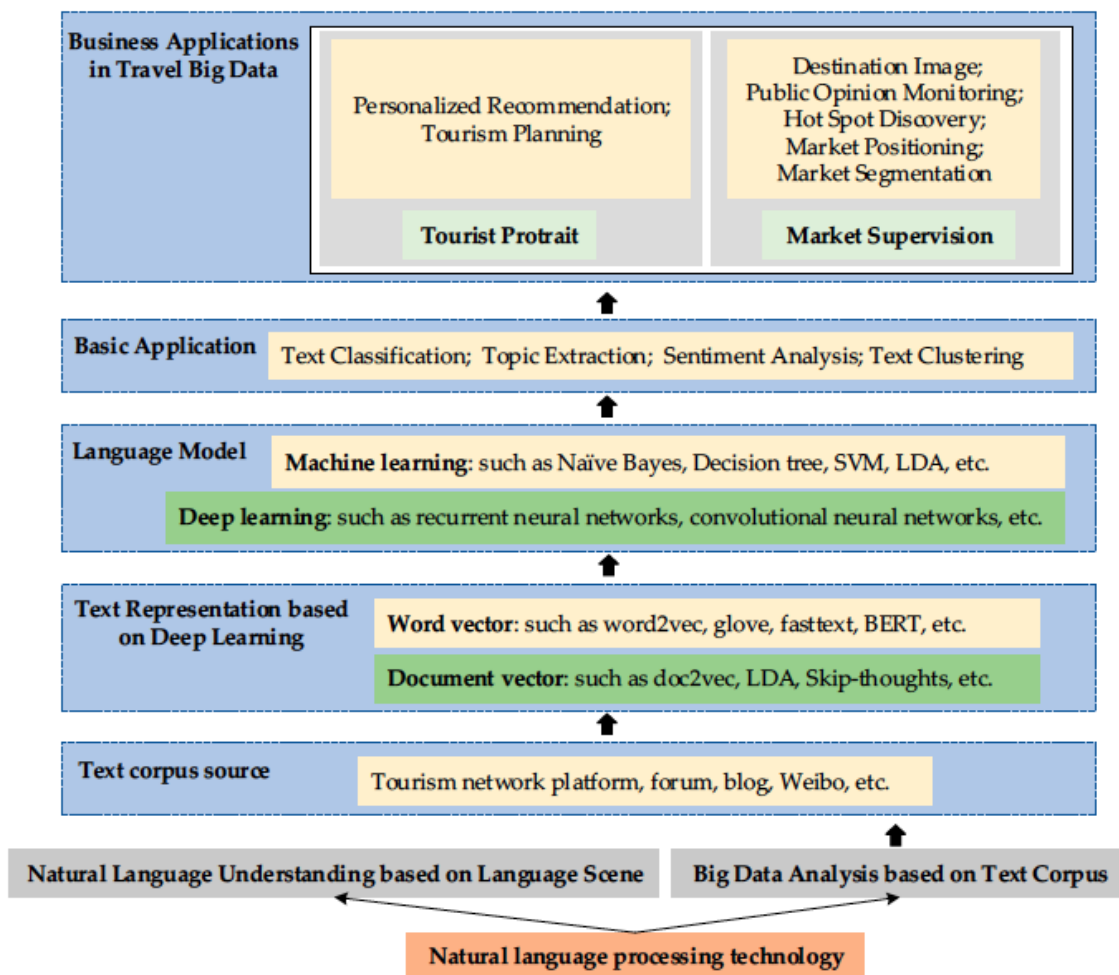 Business Applications
in Travel Big Data
Personalized Recommendation;
Tourism Planning
Tourist Protrait
Destination Image;
Public Opinion Monitoring;
Hot Spot Discovery;
Market Positioning;
Market Segmentation
Market Supervision
Basic Application
Text Classification; Topic Extraction; Sentiment Analysis; Text Clustering
Language Model
Machine learning: such as Naïve Bayes, Decision tree, SVM, LDA, etc.
Deep learning: such as recurrent neural networks, convolutional neural networks, etc.
Text Representation based
on Deep Learning
Word vector: such as word2vec, glove, fasttext, BERT, etc.
Document vector: such as doc2vec, LDA, Skip-thoughts, etc.
Text corpus source
Tourism network platform, forum, blog, Weibo, etc.
Natural Language Understanding based on Language Scene
Big Data Analysis based on Text Corpus
Natural language processing technology